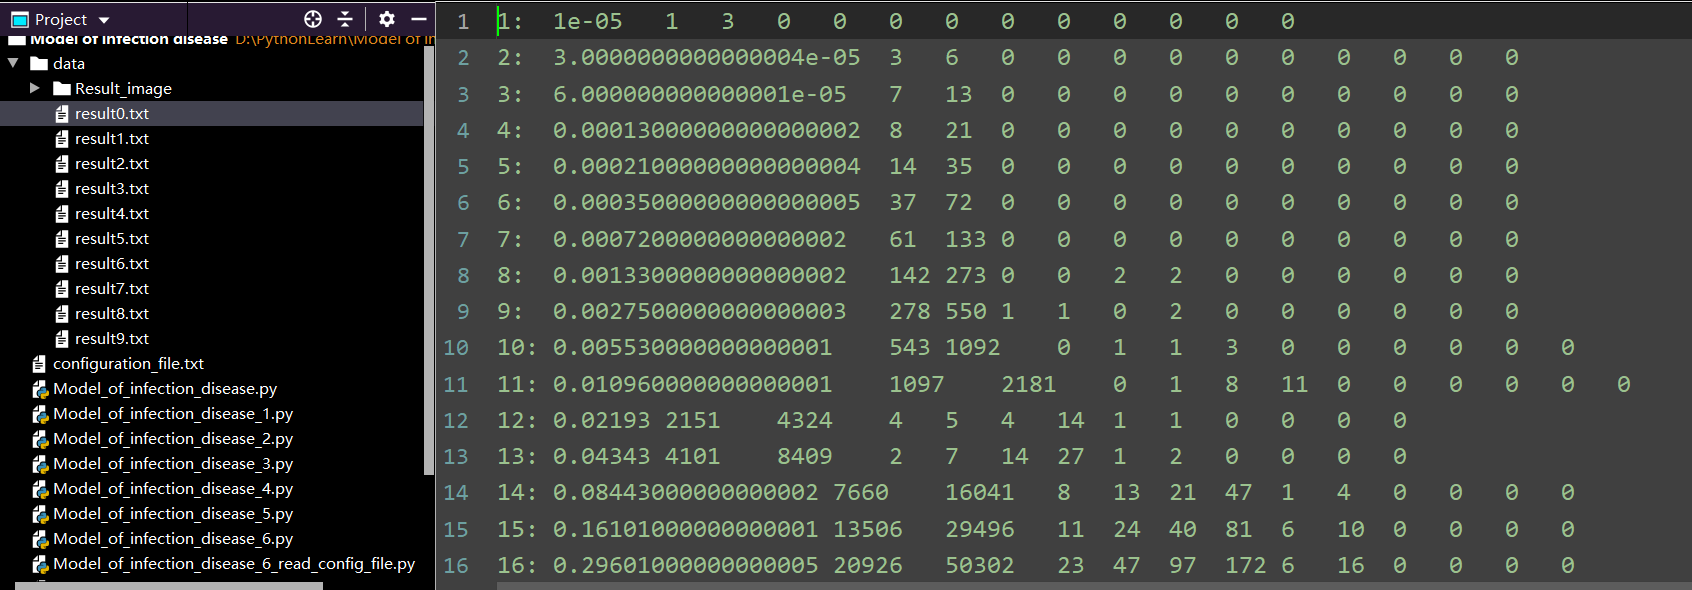 Project
Model of infection disease D:\PythonLearn\Model of in
data
Result_image
result0.txt
result1.txt
result2.txt
result3.txt
result4.txt
result5.txt
result6.txt
result7.txt
result8.txt
result9.txt
configuration_file.txt
Model_of_infection_disease.py
Model_of_infection_disease_1.py
Model_of_infection_disease_2.py
Model_of_infection_disease_3.py
Model_of_infection_disease_4.py
Model_of_infection_disease_5.py
Model_of_infection_disease_6.py
Model_of_infection_disease_6_read_config_file.py
1 1: 1e-05 1 3 0 0 0 0 0 0 0 0 0 0
2 2: 3.0000000000000004e-05 3 6 0 0 0 0 0 0 0 0 0 0
3 3: 6.000000000000001e-05 7 13 0 0 0 0 0 0 0 0 0 0
4 4: 0.00013000000000000002 8 21 0 0 0 0 0 0 0 0 0 0
5 5: 0.00021000000000000004 14 35 0 0 0 0 0 0 0 0 0 0
6 6: 0.00035000000000000005 37 72 0 0 0 0 0 0 0 0 0 0
7 7: 0.0007200000000000002 61 133 0 0 0 0 0 0 0 0 0 0
8 8: 0.0013300000000000002 142 273 0 0 2 2 0 0 0 0 0 0
9 9: 0.0027500000000000003 278 550 1 1 0 2 0 0 0 0 0 0
10 10: 0.005530000000000001 543 1092 0 1 1 3 0 0 0 0 0 0
11 11: 0.010960000000000001 1097 2181 0 1 8 11 0 0 0 0 0 0
12 12: 0.02193 2151 4324 4 5 4 14 1 1 0 0 0 0
13 13: 0.04343 4101 8409 2 7 14 27 1 2 0 0 0 0
14 14: 0.08443000000000002 7660 16041 8 13 21 47 1 4 0 0 0 0
15 15: 0.16101000000000001 13506 29496 11 24 40 81 6 10 0 0 0 0
16 16: 0.2960100000000005 20926 50302 23 47 97 172 6 16 0 0 0 0